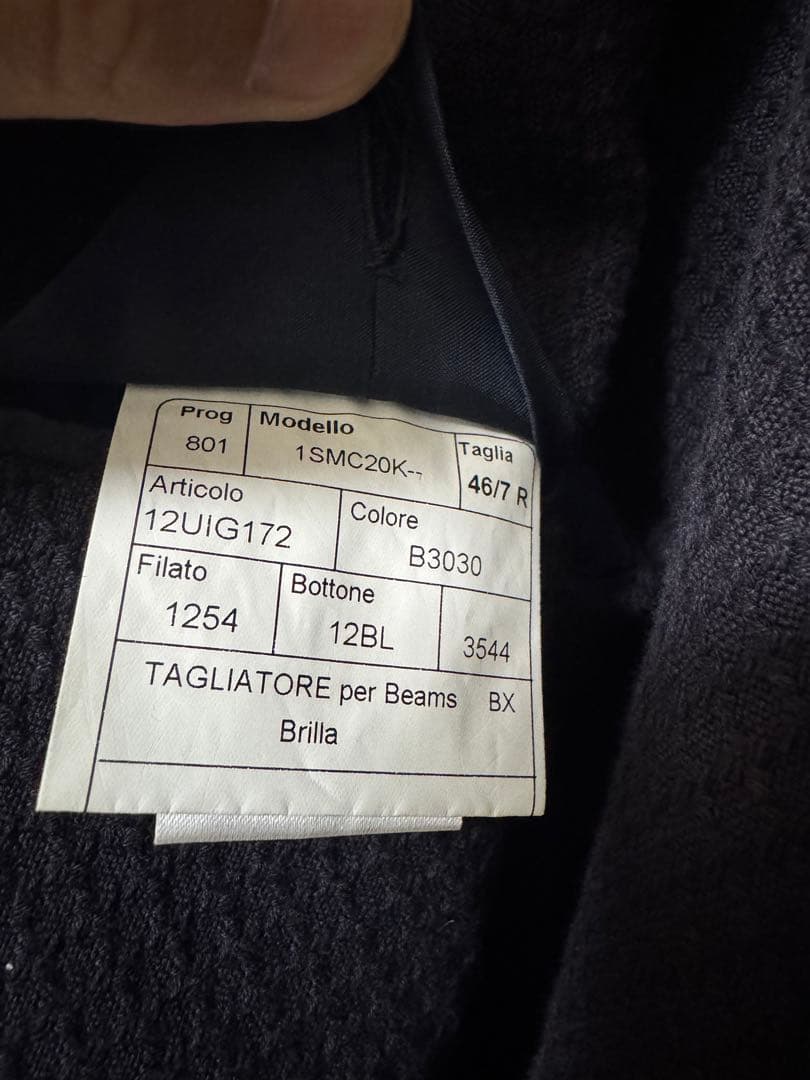 Prog Modello Taglia
801 1SMC20K-- 46/7 R
Articolo Colore
12UIG172 B3030
Filato Bottone
1254 12BL 3544
TAGLIATORE per Beams BX
Brilla